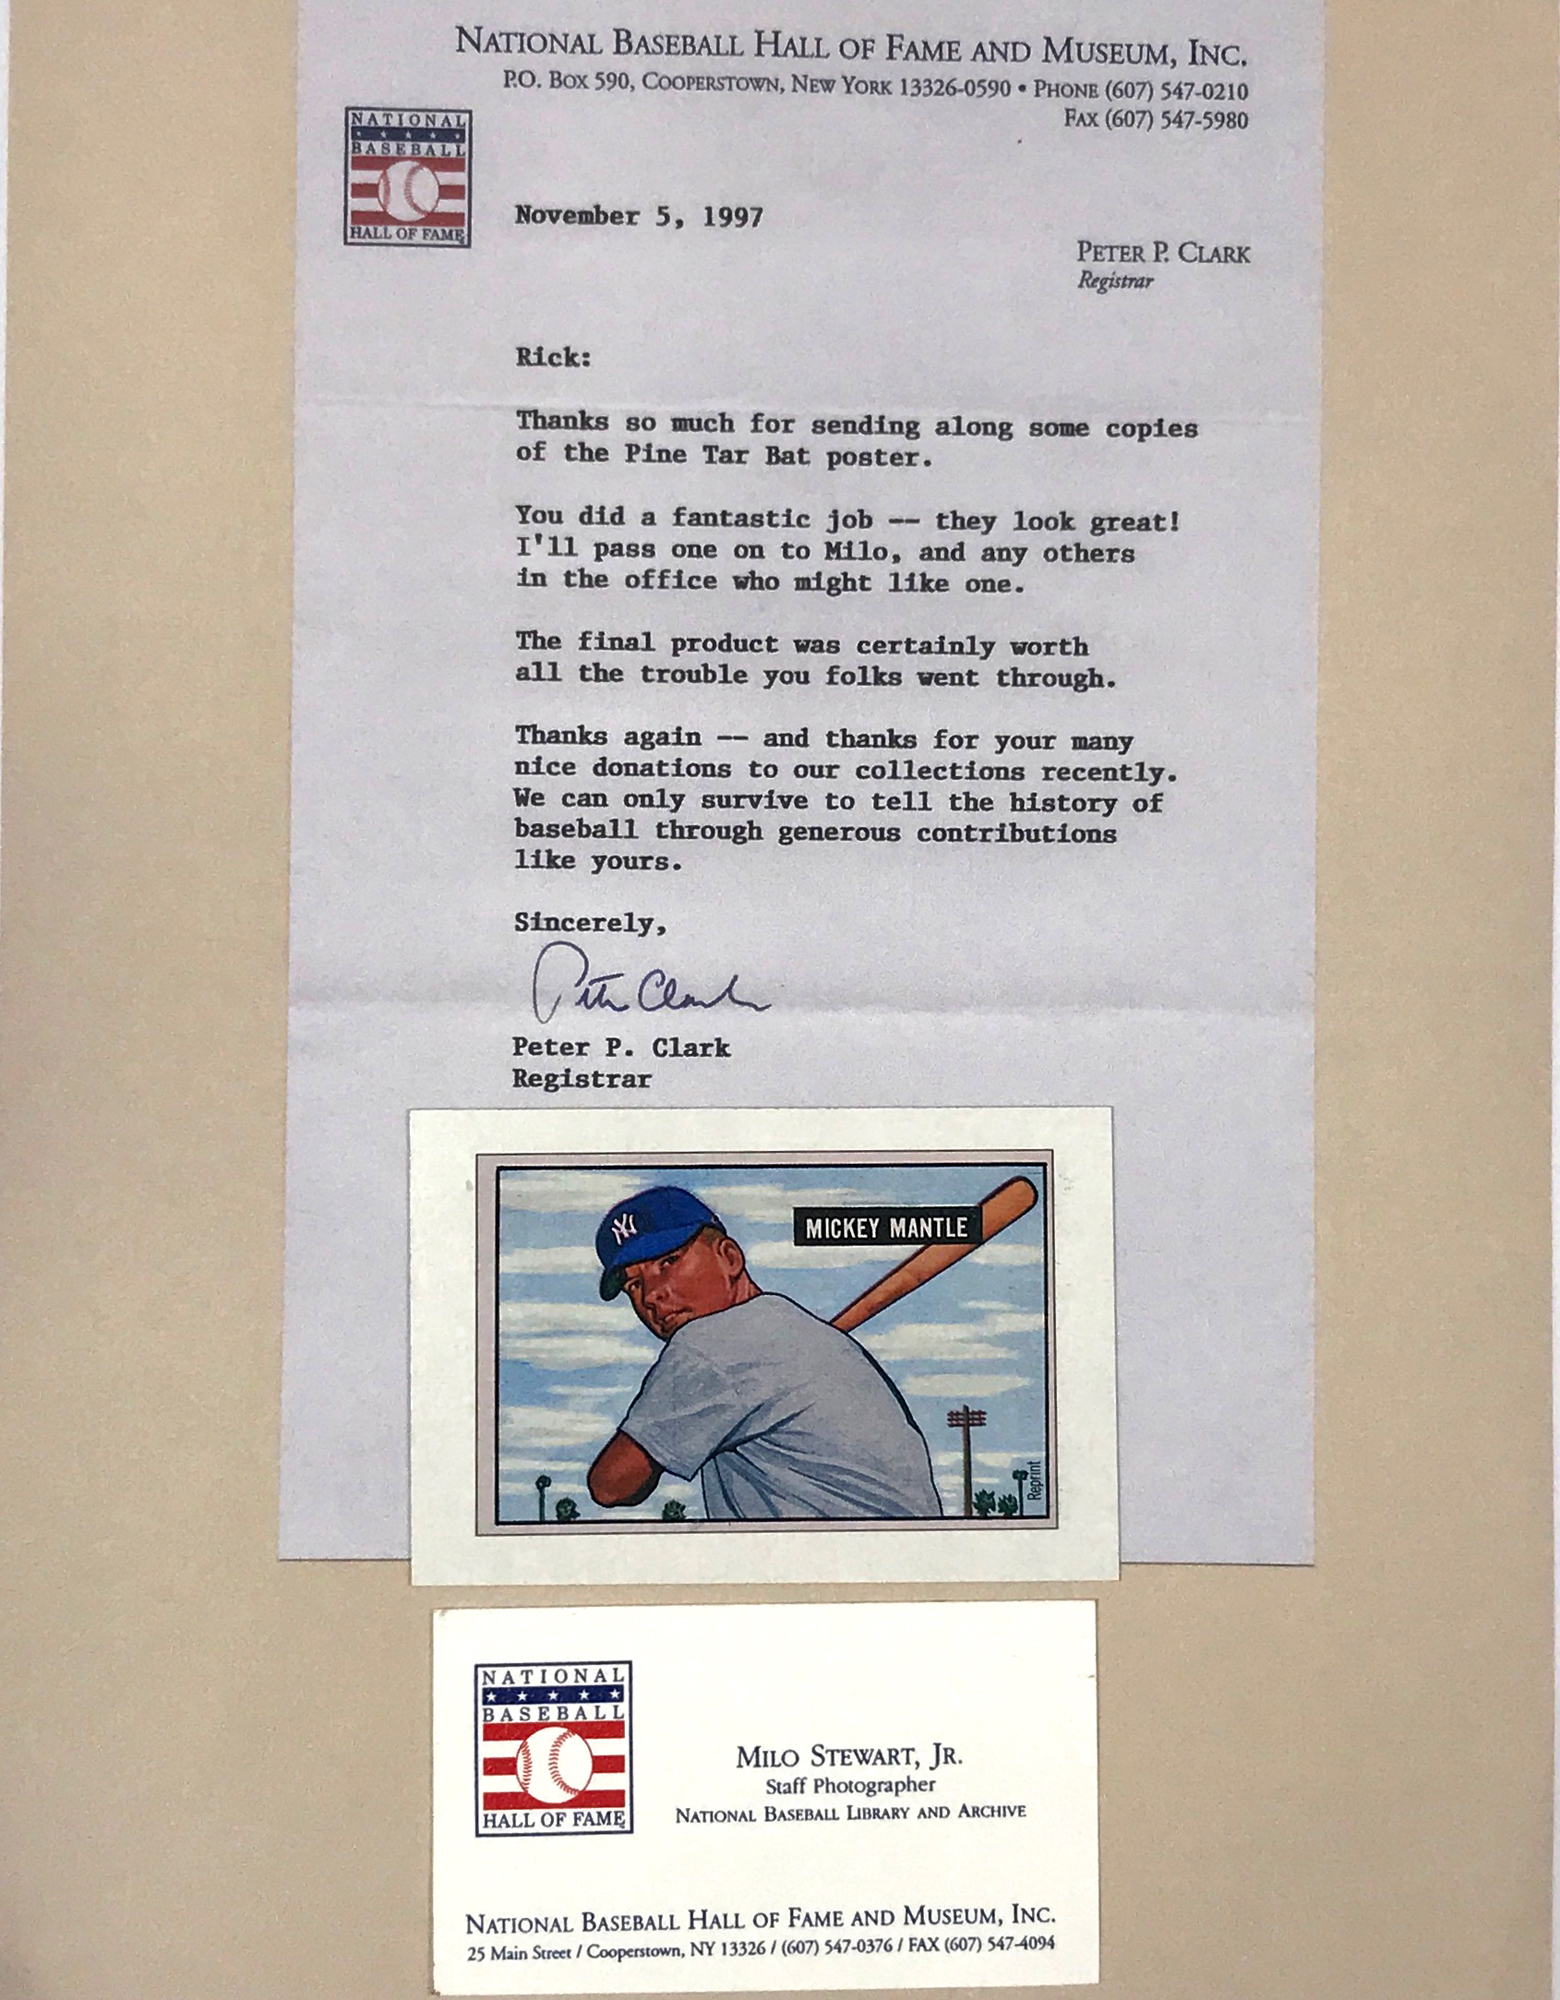 NATIONAL BASEBALL HALL OF FAME AND MUSEUM, INC.
P.O. BOX 590, COOPERSTOWN, NEW YORK 13326-0590 • PHONE (607) 547-0210
FAX (607) 547-5980
NATIONAL
BASEBALL
HALL OF FAME
November 5, 1997
PETER P. CLARK
Registrar
Rick:
Thanks so much for sending along some copies
of the Pine Tar Bat poster.
You did a fantastic job -- they look great!
I'll pass one on to Milo, and any others
in the office who might like one.
The final product was certainly worth
all the trouble you folks went through.
Thanks again -- and thanks for your many
nice donations to our collections recently.
We can only survive to tell the history of
baseball through generous contributions
like yours.
Sincerely,
Peter Clark
Peter P. Clark
Registrar
NY
MICKEY MANTLE
Reprint
NATIONAL
BASEBALL
HALL OF FAME
MILO STEWART, JR.
Staff Photographer
NATIONAL BASEBALL LIBRARY AND ARCHIVE
NATIONAL BASEBALL HALL OF FAME AND MUSEUM, INC.
25 Main Street / Cooperstown, NY 13326 / (607) 547-0376 / FAX (607) 547-4094